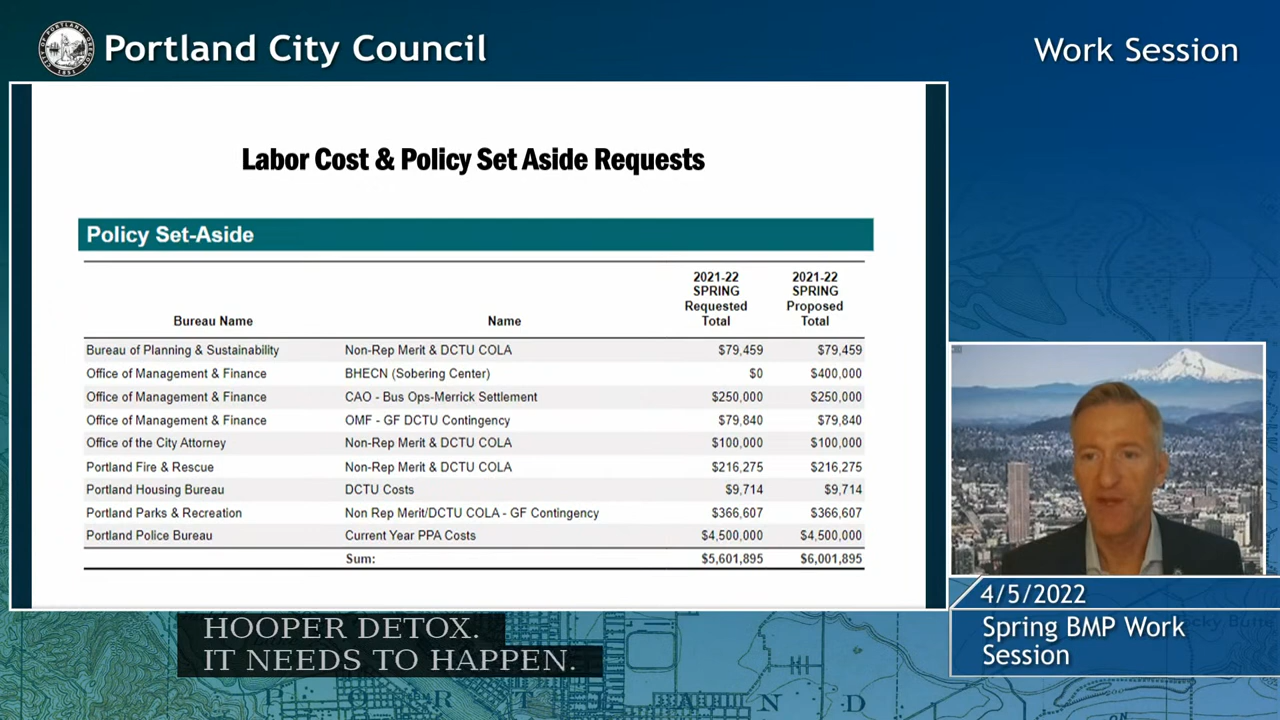 Portland City Council
Work Session
Labor Cost & Policy Set Aside Requests
Policy Set-Aside
Bureau Name Name 2021-22 SPRING Requested Total 2021-22 SPRING Proposed Total
Bureau of Planning & Sustainability Non-Rep Merit & DCTU COLA $79,459 $79,459
Office of Management & Finance BHECN (Sobering Center) $0 $400,000
Office of Management & Finance CAO - Bus Ops-Merrick Settlement $250,000 $250,000
Office of Management & Finance OMF - GF DCTU Contingency $79,840 $79,840
Office of the City Attorney Non-Rep Merit & DCTU COLA $100,000 $100,000
Portland Fire & Rescue Non-Rep Merit & DCTU COLA $216,275 $216,275
Portland Housing Bureau DCTU Costs $9,714 $9,714
Portland Parks & Recreation Non Rep Merit/DCTU COLA - GF Contingency $366,607 $366,607
Portland Police Bureau Current Year PPA Costs $4,500,000 $4,500,000
Sum: $5,601,895 $6,001,895
4/5/2022
Spring BMP Work
Session
HOOPER DETOX.
IT NEEDS TO HAPPEN.